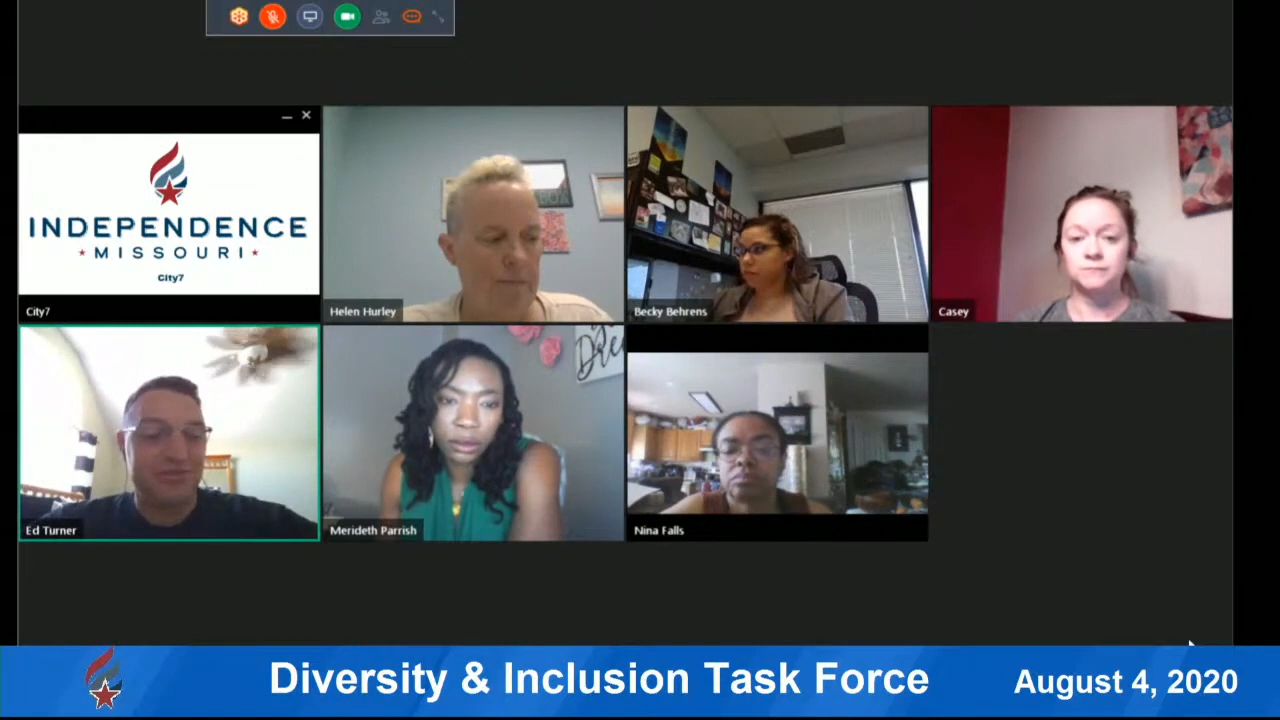 INDEPENDENCE
MISSOURI
City7
City7
Helen Hurley
Becky Behrens
Casey
Dre
Ed Turner
Merideth Parrish
Nina Falls
Diversity & Inclusion Task Force
August 4, 2020